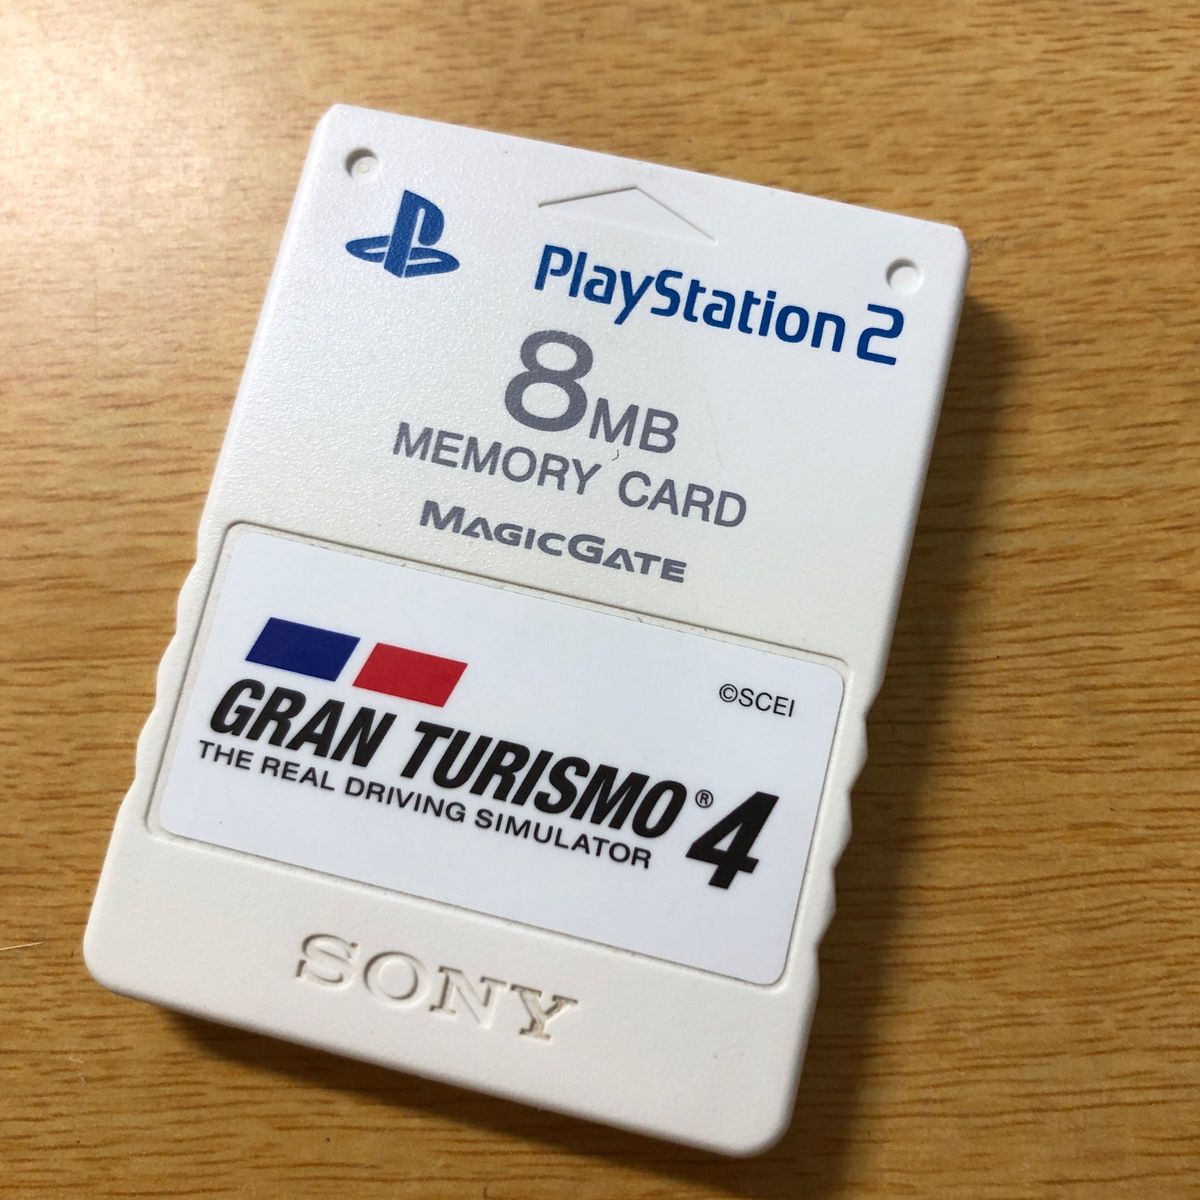 PlayStation 2
8MB
MEMORY CARD
MAGICGATE
©SCEI
GRAN TURISMO® 4
THE REAL DRIVING SIMULATOR
SONY